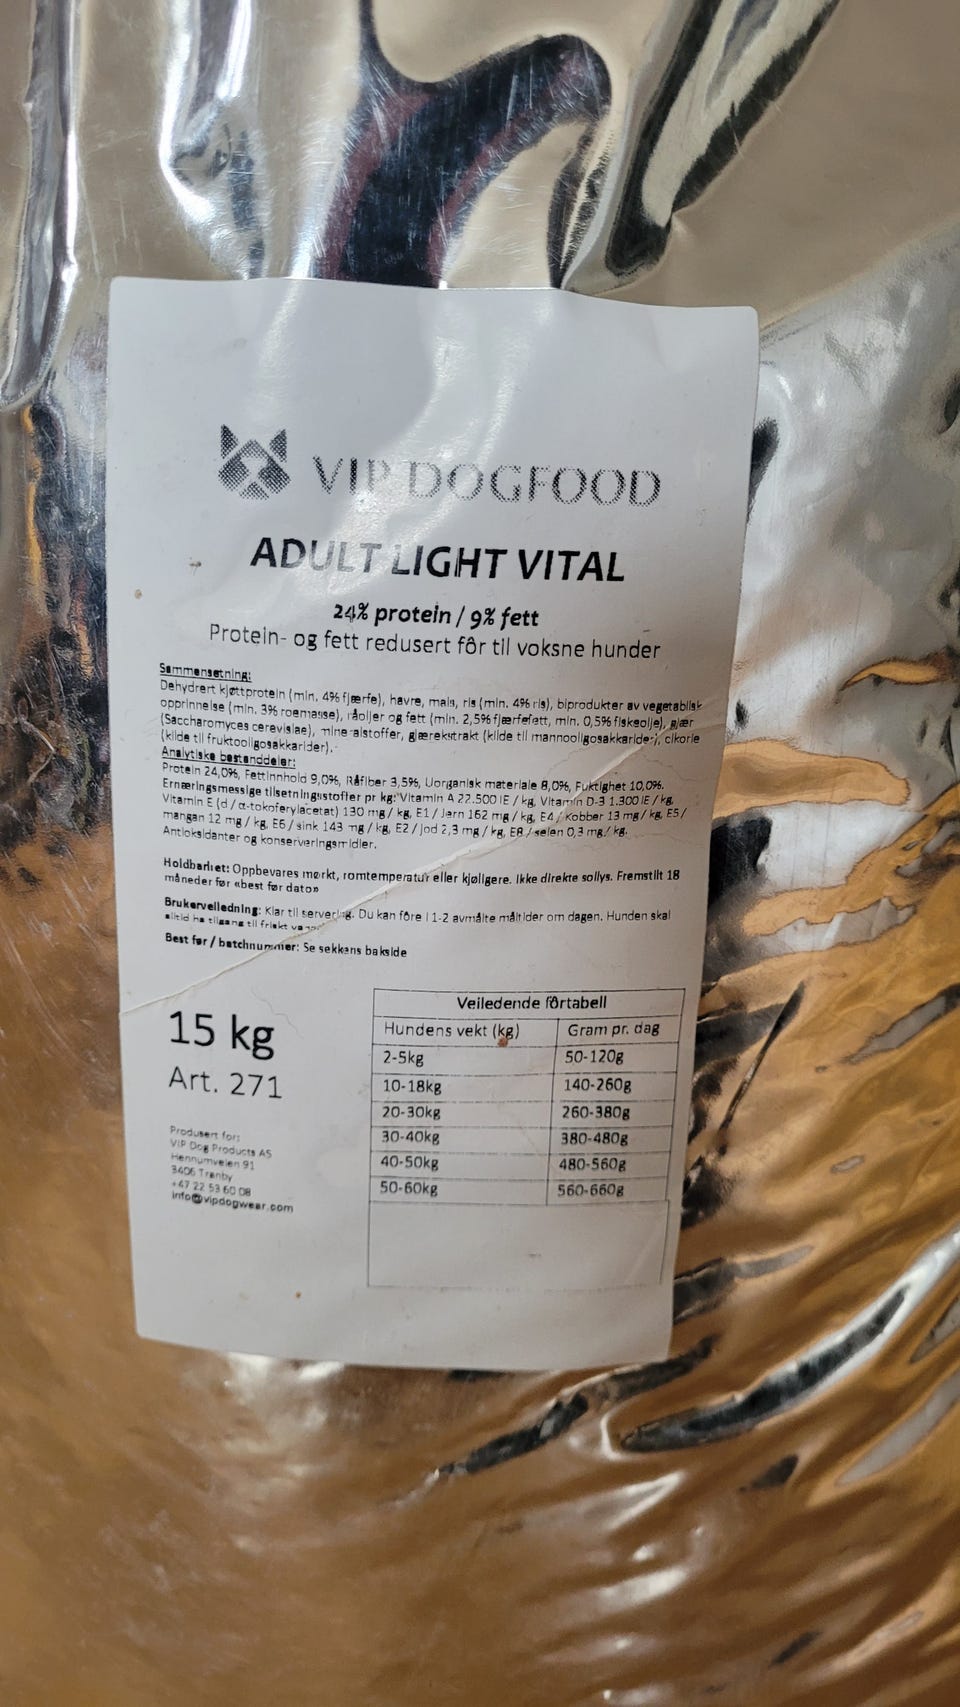 VIP DOGFOOD
ADULT LIGHT VITAL
24% protein / 9% fett
Protein- og fett redusert fôr til voksne hunder
Sammensetning:
Dehydrert kjøttprotein (min. 4% fjærfe), havre, mais, ris (min. 4% ris), biprodukter av vegetabilsk
opprinnelse (min. 3% roemasse), råoljer og fett (min. 2,5% fjærfefett, min. 0,5% fiskeolje), gjær
(Saccharomyces cerevisiae), mineralstoffer, gjærekstrakt (kilde til mannooligosakkarider), cikorie
(kilde til fruktooligosakkarider).
Analytiske bestanddeler:
Protein 24,0%, Fettinnhold 9,0%, Råfiber 3,5%, Uorganisk materiale 8,0%, Fuktighet 10,0%.
Ernæringsmessige tilsetningsstoffer pr kg: Vitamin A 22.500 IE / kg, Vitamin D-3 1.300 IE / kg,
Vitamin E (d / α-tokoferylacetat) 130 mg / kg, E1 / Jern 162 mg / kg, E4 / Kobber 13 mg / kg, E5 /
mangan 12 mg / kg, E6 / sink 143 mg / kg, E2 / jod 2,3 mg / kg, E8 / selen 0,3 mg / kg.
Antioksidanter og konserveringsmidler.
Holdbarhet: Oppbevares mørkt, romtemperatur eller kjøligere. Ikke direkte sollys. Fremstilt 18
måneder før «best før dato»
Brukerveiledning: Klar til servering. Du kan fôre i 1-2 avmålte måltider om dagen. Hunden skal
alltid ha tilgang til friskt
Best før / batchnummer: Se sekkens bakside
15 kg
Art. 271
Produsert for:
VIP Dog Products AS
Hennumveien 91
3406 Tranby
+47 22 53 60 08
info@vipdogwear.com
Veiledende fôrtabell
Hundens vekt (kg) Gram pr. dag
2-5kg 50-120g
10-18kg 140-260g
20-30kg 260-380g
30-40kg 380-480g
40-50kg 480-560g
50-60kg 560-660g